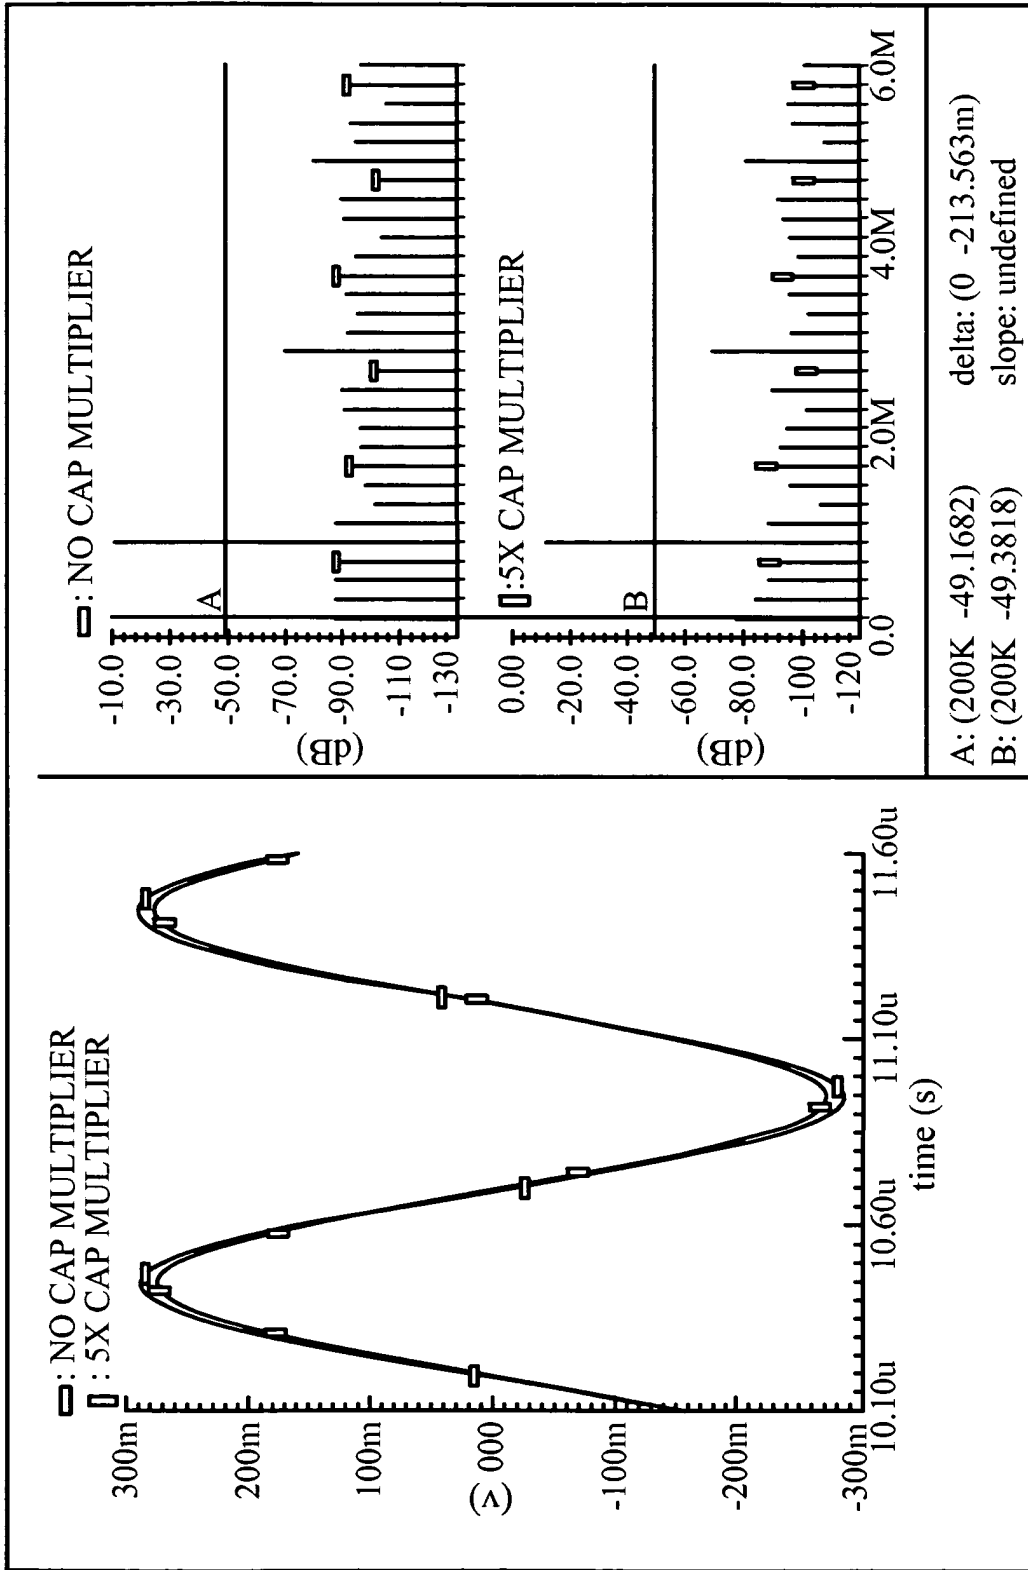 ▭: NO CAP MULTIPLIER
▯: 5X CAP MULTIPLIER
300m
200m
100m
000
-100m
-200m
-300m
(v)
10.10u
10.60u
11.10u
11.60u
time (s)
▭: NO CAP MULTIPLIER
-10.0
-30.0
-50.0
-70.0
-90.0
-110
-130
(dB)
A
▯:5X CAP MULTIPLIER
0.00
-20.0
-40.0
-60.0
-80.0
-100
-120
(dB)
B
0.0
2.0M
4.0M
6.0M
A: (200K -49.1682) delta: (0 -213.563m)
B: (200K -49.3818) slope: undefined